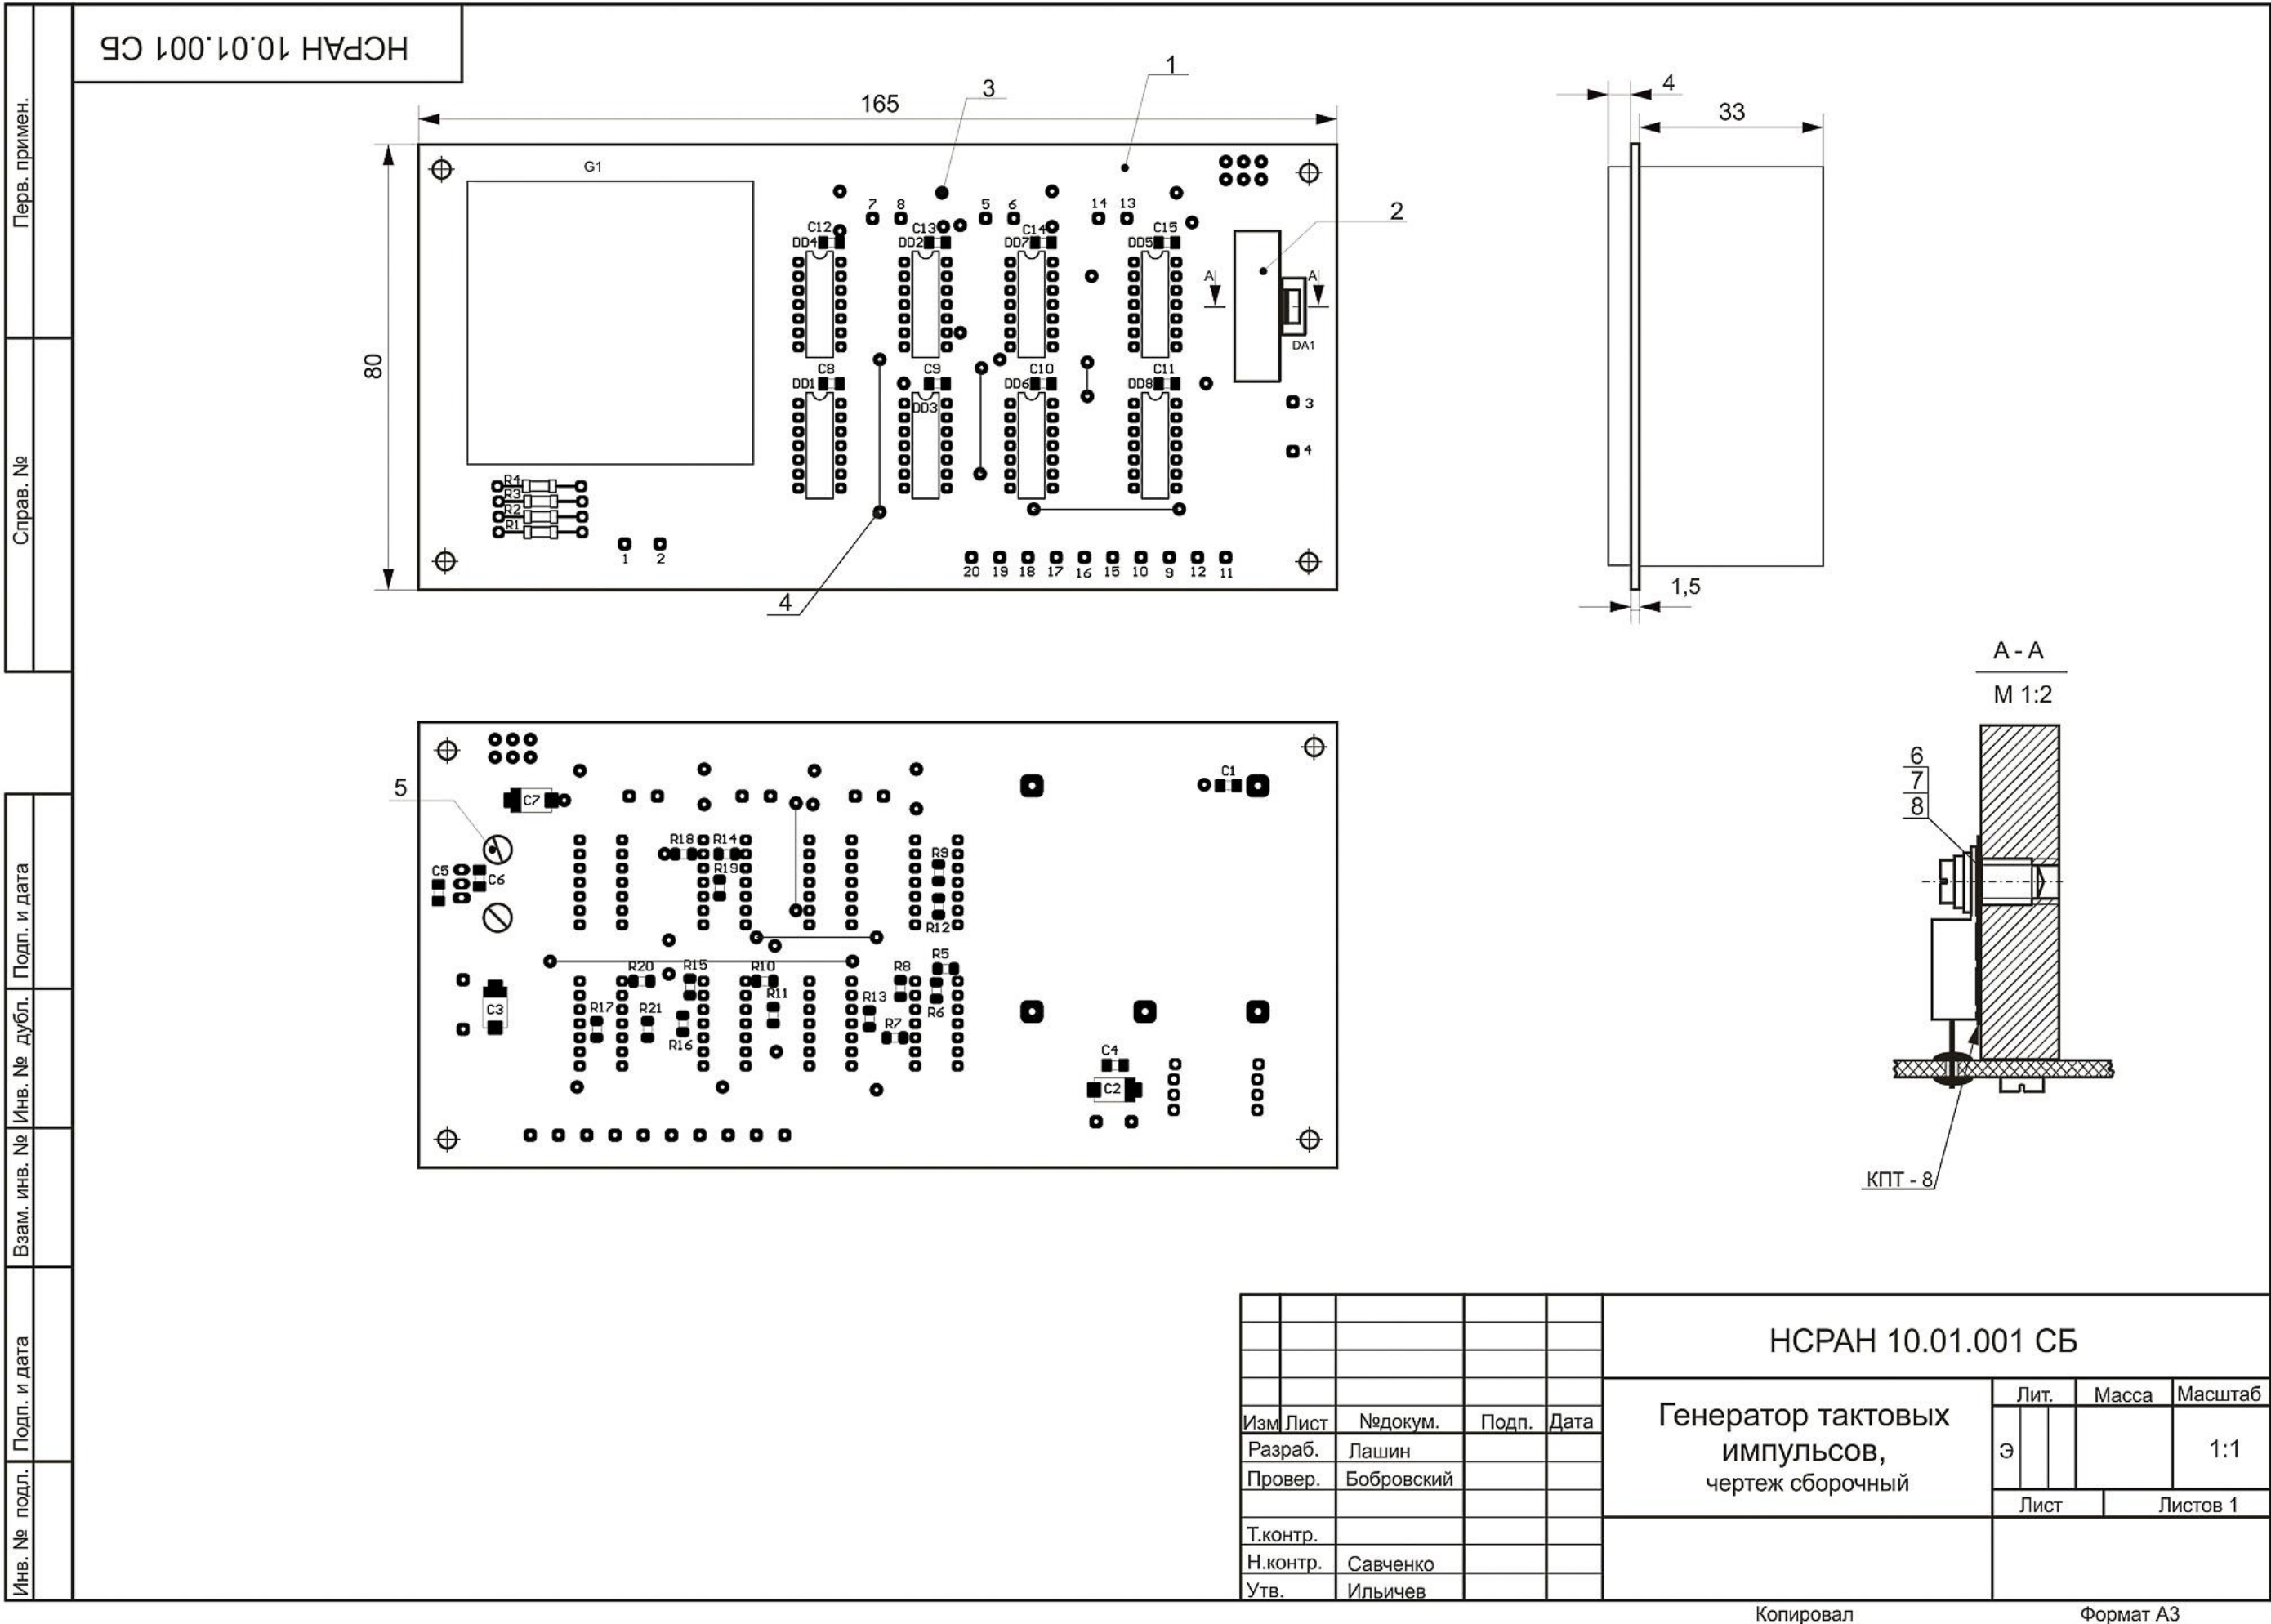 НСРАН 10.01.001 СБ
Перв. примен.
Справ. №
Подп. и дата
Инв. № дубл.
Взам. инв. №
Подп. и дата
Инв. № подл.
165
3
1
2
80
G1
7 8 5 6 14 13
C12 C13 C14 C15
DD4 DD2 DD7 DD5
A A
DA1
C8 C9 C10 C11
DD1 DD3 DD6 DD8
3
4
R4
R3
R2
R1
1 2
20 19 18 17 16 15 10 9 12 11
4
4
33
1,5
А - А
М 1:2
6
7
8
КПТ - 8
5
C7
C1
C5
C6
R18 R14
R19
R9
R12
R20 R15 R10 R8 R5
C3
R17 R21 R16 R11 R13 R7 R6
C4
C2
НСРАН 10.01.001 СБ
Изм Лист №докум. Подп. Дата
Разраб. Лашин
Провер. Бобровский
Т.контр.
Н.контр. Савченко
Утв. Ильичев
Генератор тактовых
импульсов,
чертеж сборочный
Лит. Масса Масштаб
Э 1:1
Лист Листов 1
Копировал Формат А3